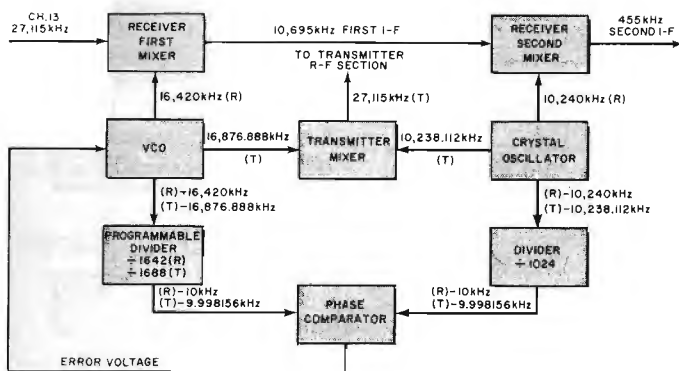 CH.13
27,115kHz
RECEIVER
FIRST
MIXER
10,695kHz FIRST I-F
RECEIVER
SECOND
MIXER
455kHz
SECOND I-F
TO TRANSMITTER
R-F SECTION
16,420kHz (R)
27,115kHz (T)
10,240kHz (R)
VCO
16,876.888kHz
(T)
TRANSMITTER
MIXER
10,238.112kHz
(T)
CRYSTAL
OSCILLATOR
(R)-16,420kHz
(T)-16,876.888kHz
(R)-10,240kHz
(T)-10,238.112kHz
PROGRAMMABLE
DIVIDER
÷1642(R)
÷1688(T)
DIVIDER
÷1024
(R)-10kHz
(T)-9.998156kHz
PHASE
COMPARATOR
(R)-10kHz
(T)-9.998156kHz
ERROR VOLTAGE